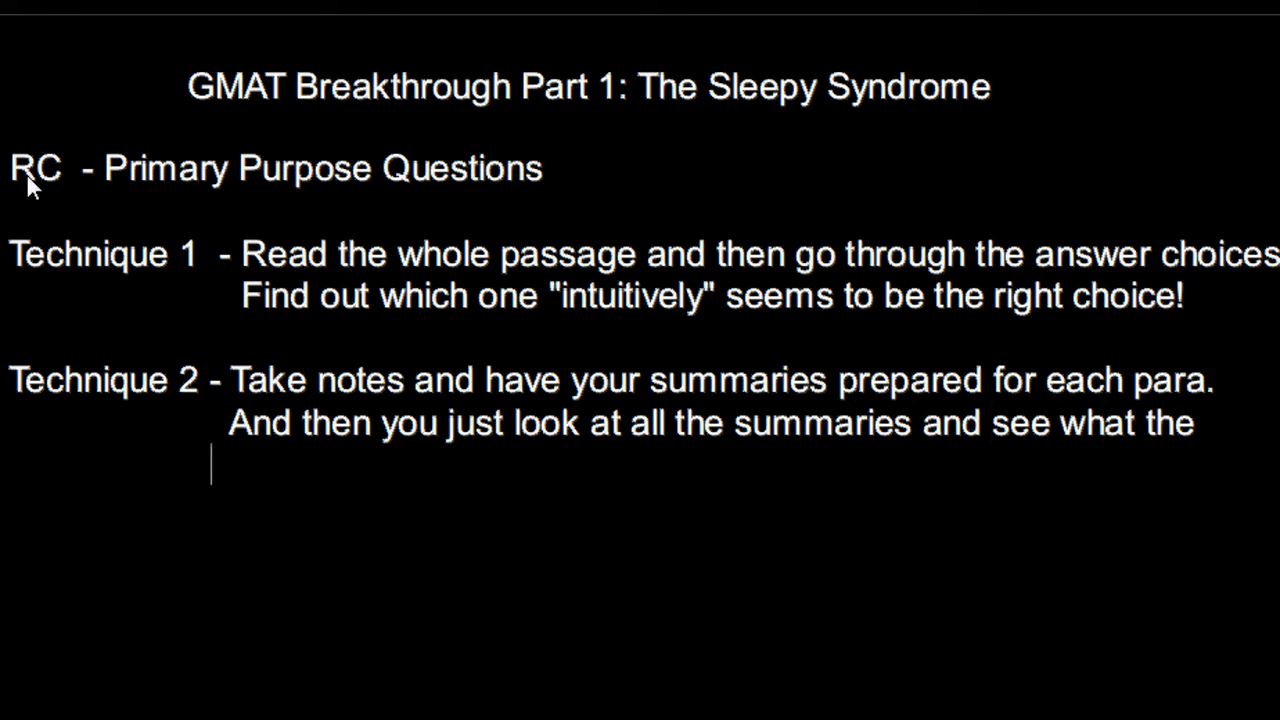 GMAT Breakthrough Part 1: The Sleepy Syndrome
RC - Primary Purpose Questions
Technique 1 - Read the whole passage and then go through the answer choices
Find out which one "intuitively" seems to be the right choice!
Technique 2 - Take notes and have your summaries prepared for each para.
And then you just look at all the summaries and see what the